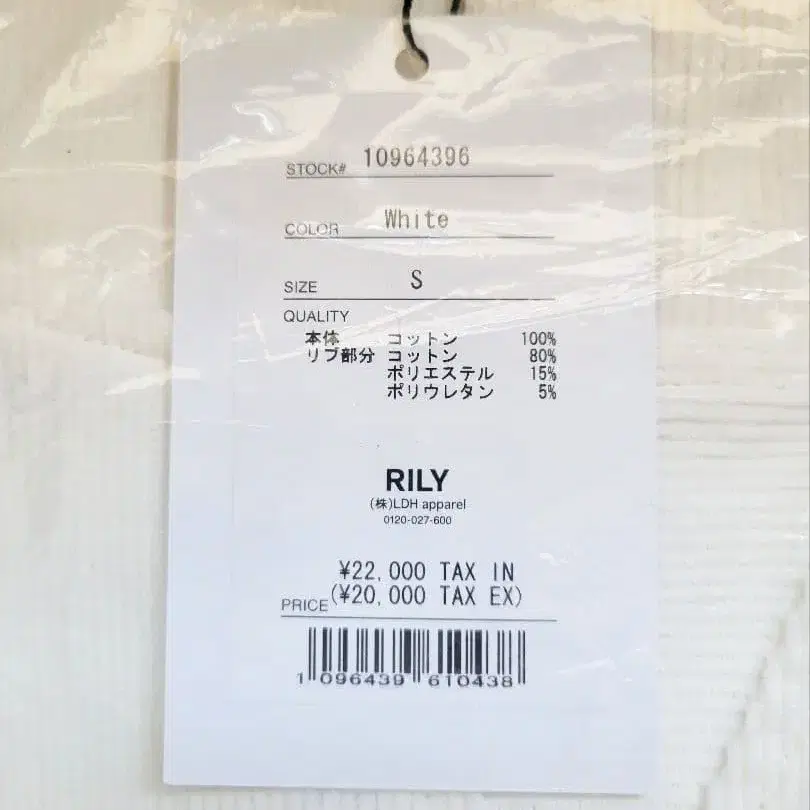 STOCK# 10964396
COLOR White
SIZE S
QUALITY
本体 コットン 100%
リブ部分 コットン 80%
ポリエステル 15%
ポリウレタン 5%
RILY
(株)LDH apparel
0120-027-600
¥22,000 TAX IN
PRICE (¥20,000 TAX EX)
1 096439 610438